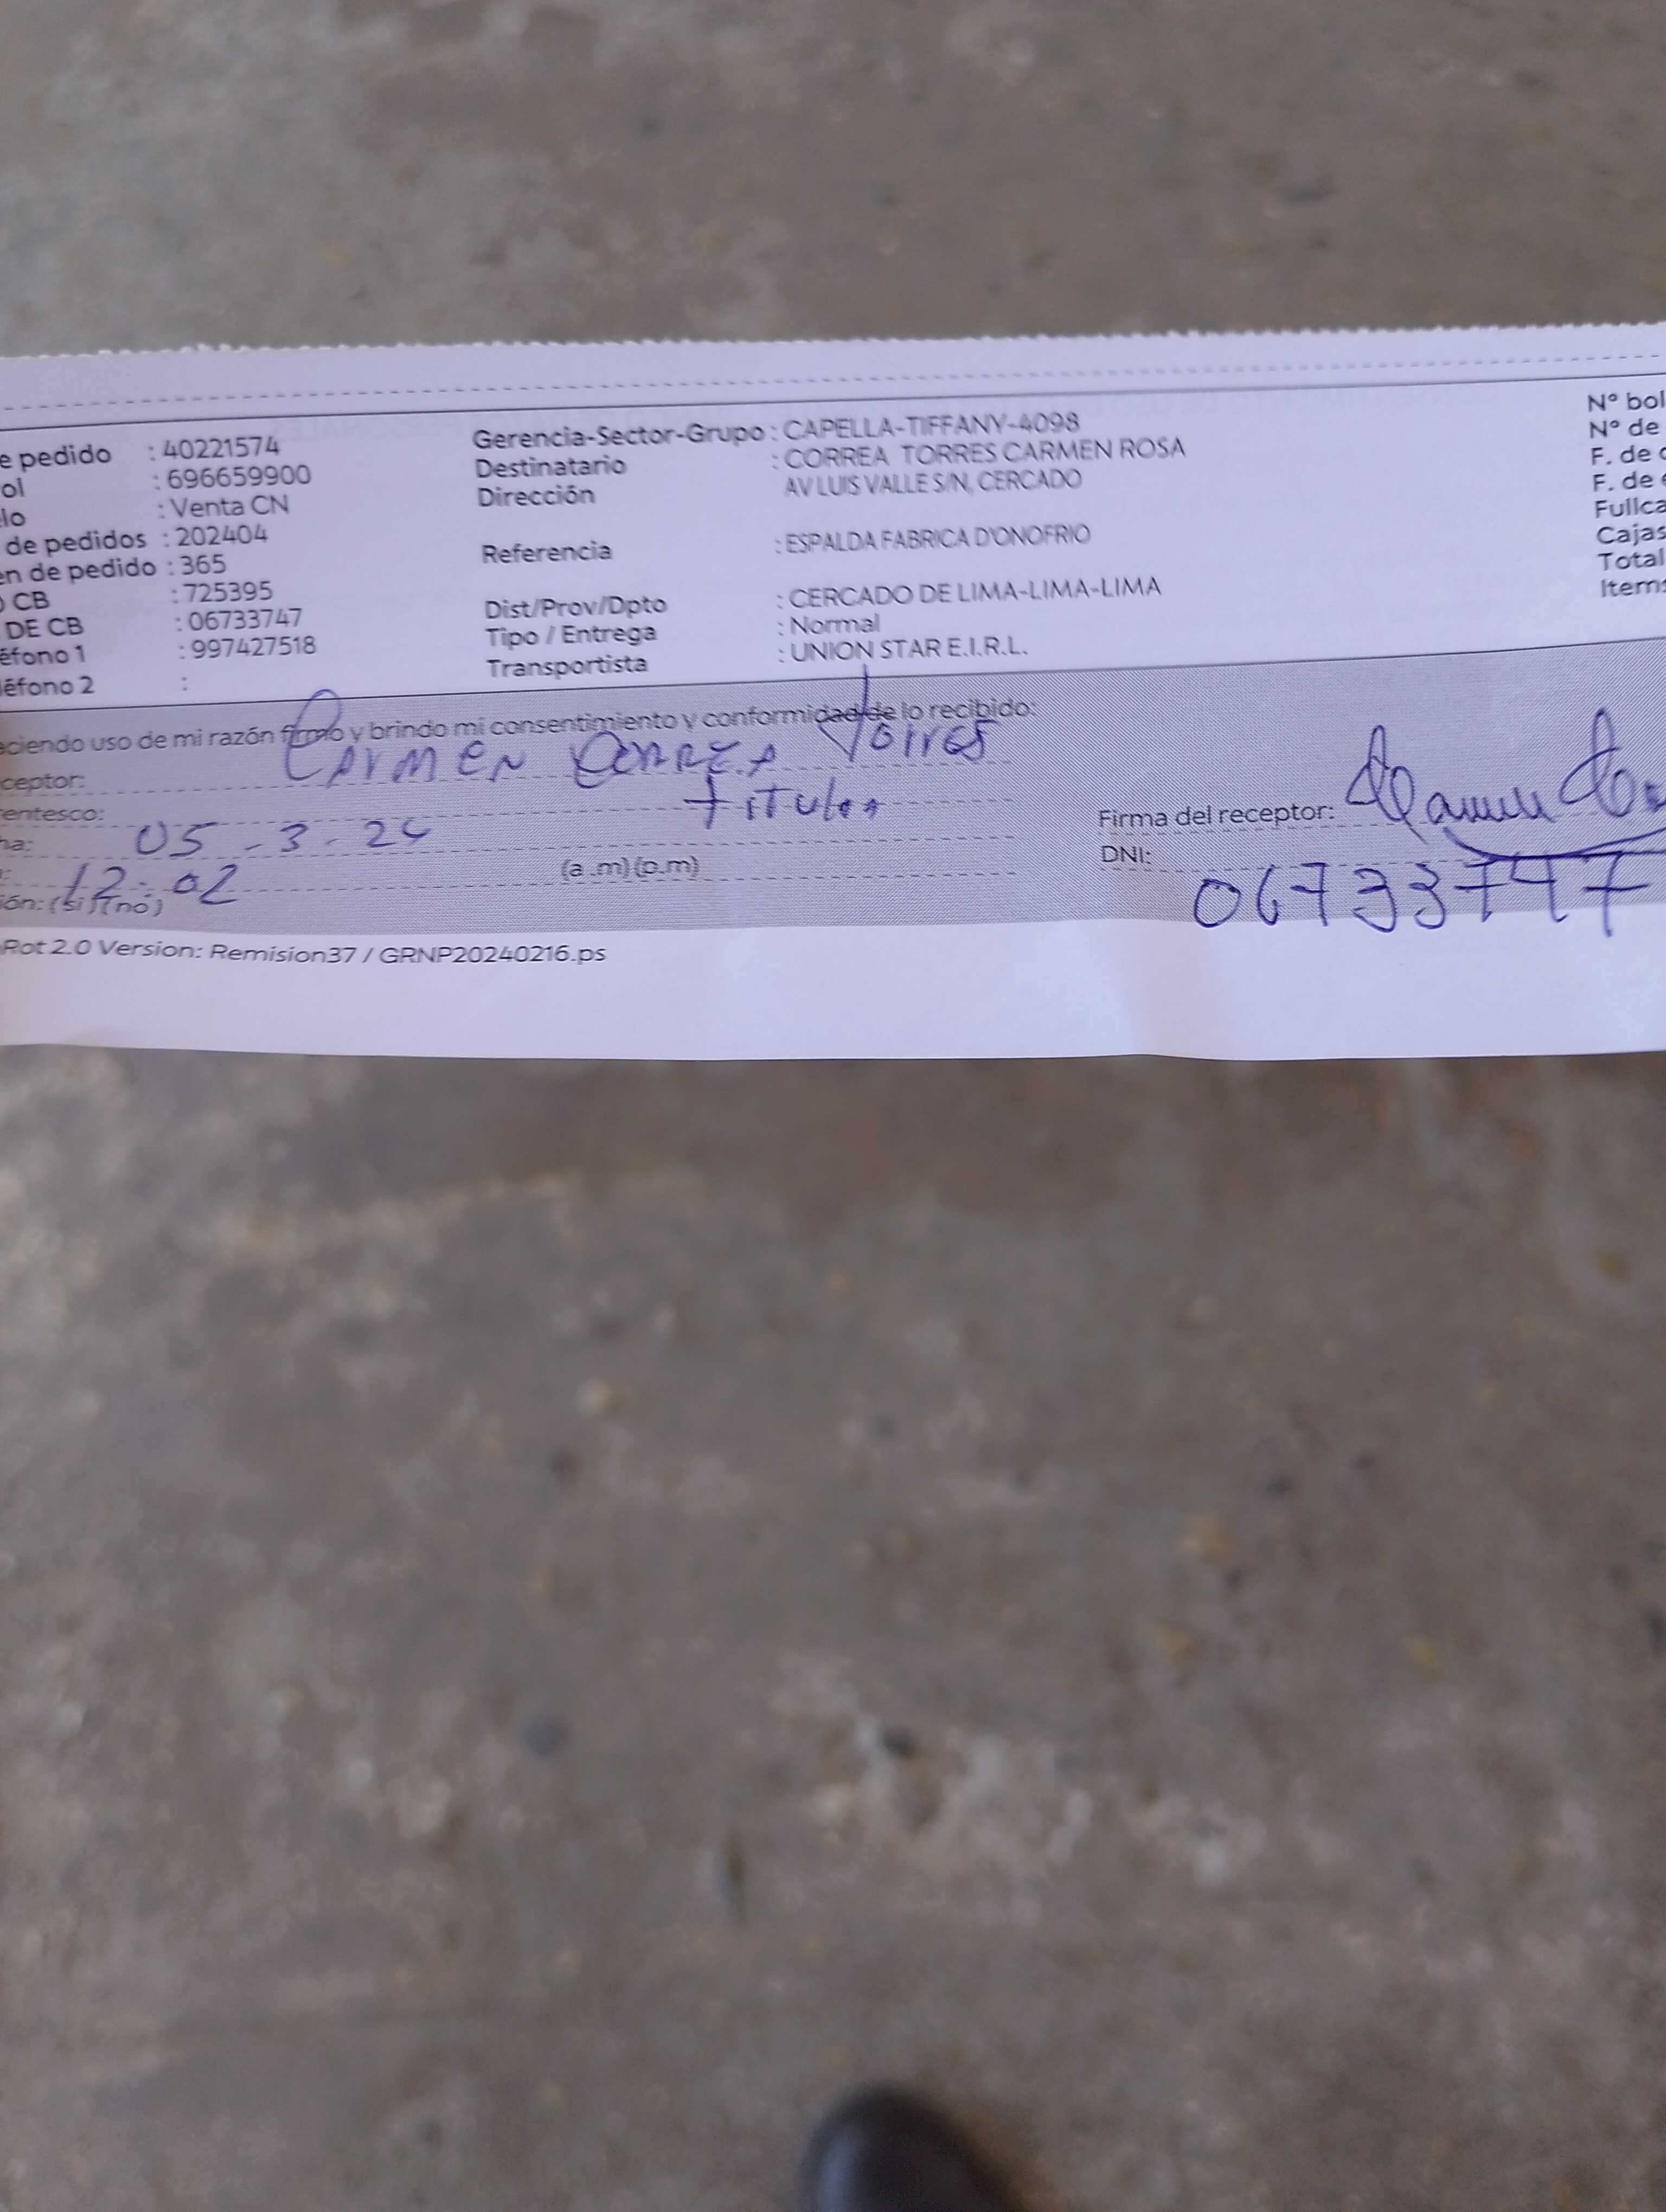 e pedido : 40221574 Gerencia-Sector-Grupo : CAPELLA-TIFFANY-4098 N° bol
ol : 696659900 Destinatario : CORREA TORRES CARMEN ROSA N° de
lo : Venta CN Dirección AV LUIS VALLE S/N, CERCADO F. de
de pedidos : 202404 F. de
en de pedido : 365 Referencia : ESPALDA FABRICA D'ONOFRIO Fullca
CB : 725395 Cajas
DE CB : 06733747 Dist/Prov/Dpto : CERCADO DE LIMA-LIMA-LIMA Total
éfono 1 : 997427518 Tipo / Entrega : Normal Items
léfono 2 : Transportista : UNION STAR E.I.R.L.
aciendo uso de mi razón firmo y brindo mi consentimiento y conformidad de lo recibido:
ceptor: Carmen Correa Torres
entesco: titular Firma del receptor:
ha: 05-3-24 DNI: 06733747
: 12:02 (a.m)(p.m)
ión: (si)(no)
Rot 2.0 Version: Remision37 / GRNP20240216.ps